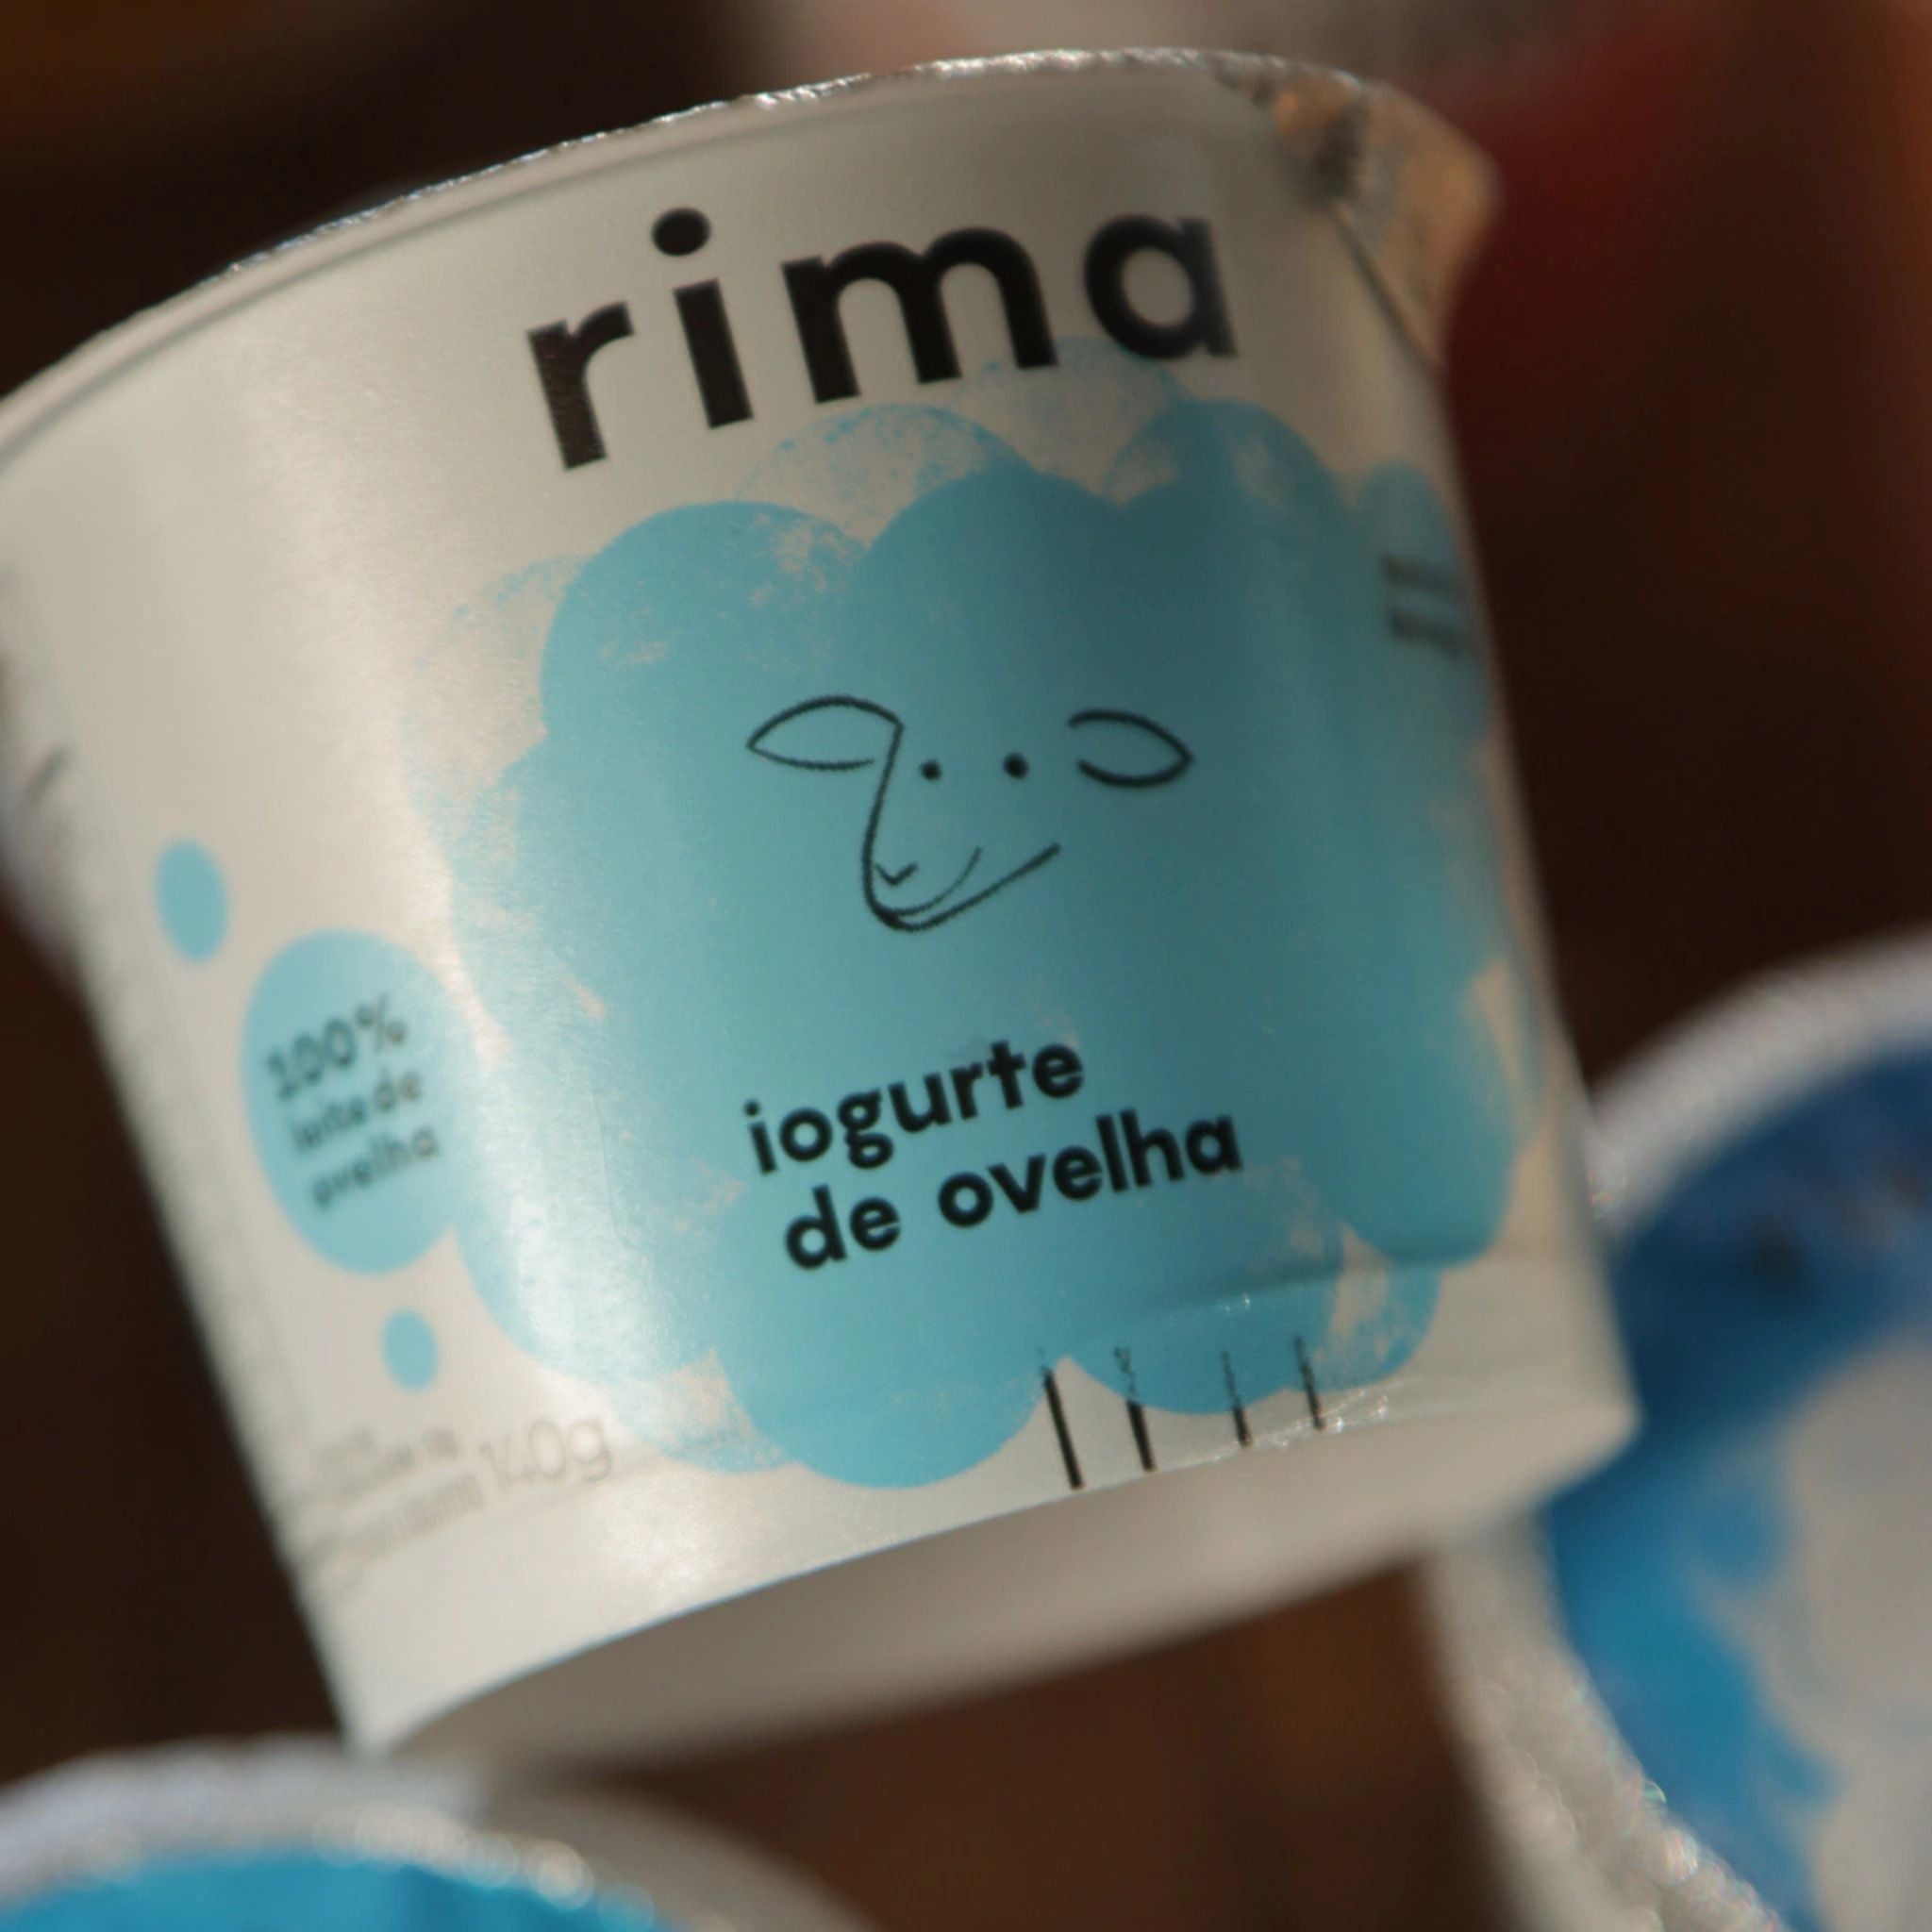 rima
iogurte
de ovelha
100%
leite de
ovelha
140g